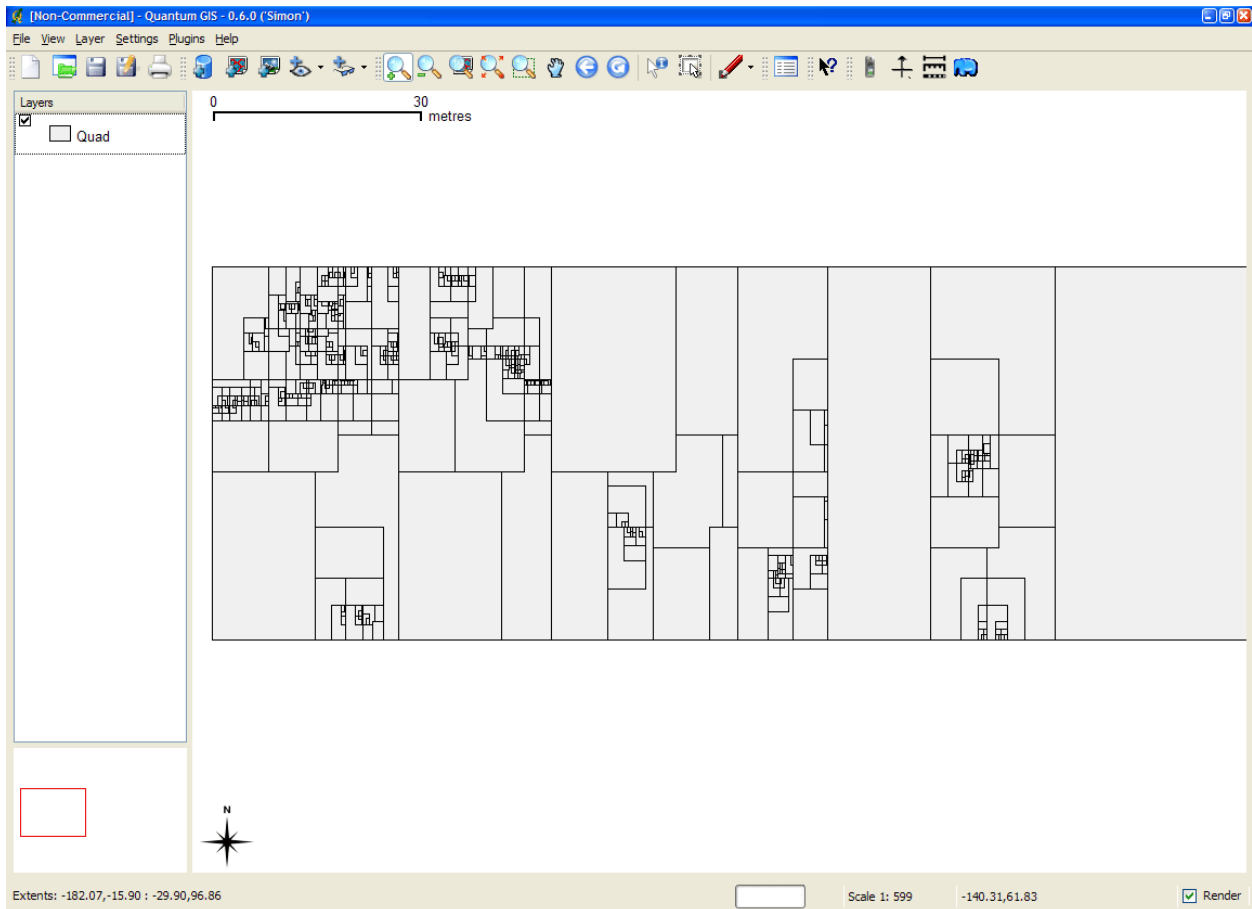 [Non-Commercial] - Quantum GIS - 0.6.0 ('Simon')
File View Layer Settings Plugins Help
Layers
Quad
0 30
metres
N
Extents: -182.07,-15.90 : -29.90,96.86 Scale 1: 599 -140.31,61.83 Render